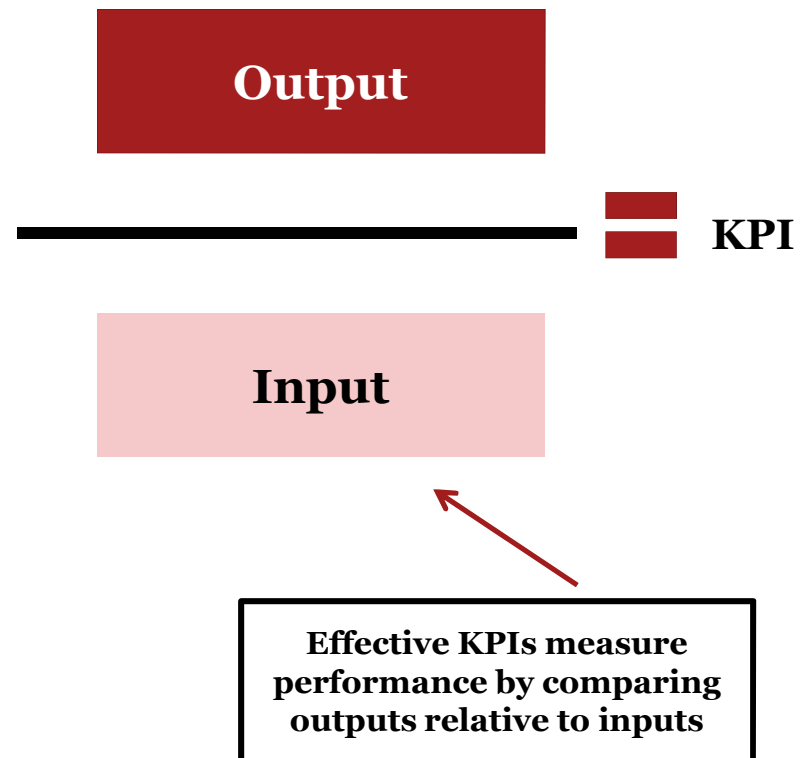 Output
KPI
Input
Effective KPIs measure
performance by comparing
outputs relative to inputs